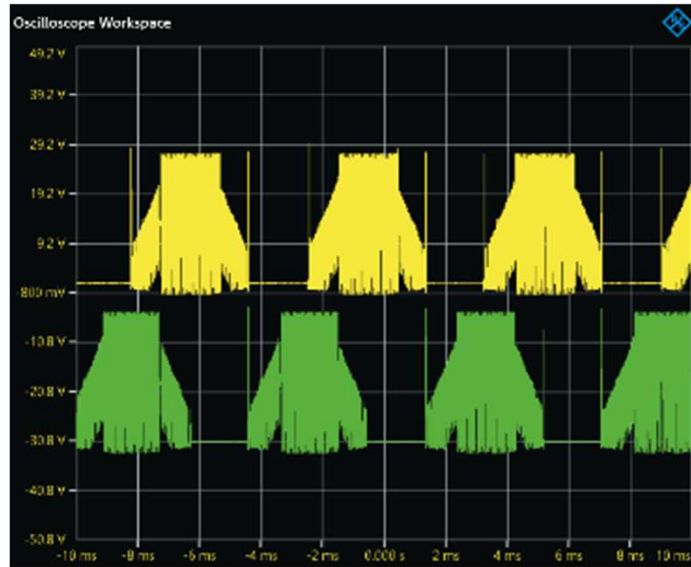 Oscilloscope Workspace
49.2 V
39.2 V
29.2 V
19.2 V
9.2 V
-800 mV
-10.8 V
-20.8 V
-30.8 V
-40.8 V
-50.8 V
-10 ms -8 ms -6 ms -4 ms -2 ms 0.000 s 2 ms 4 ms 6 ms 8 ms 10 ms